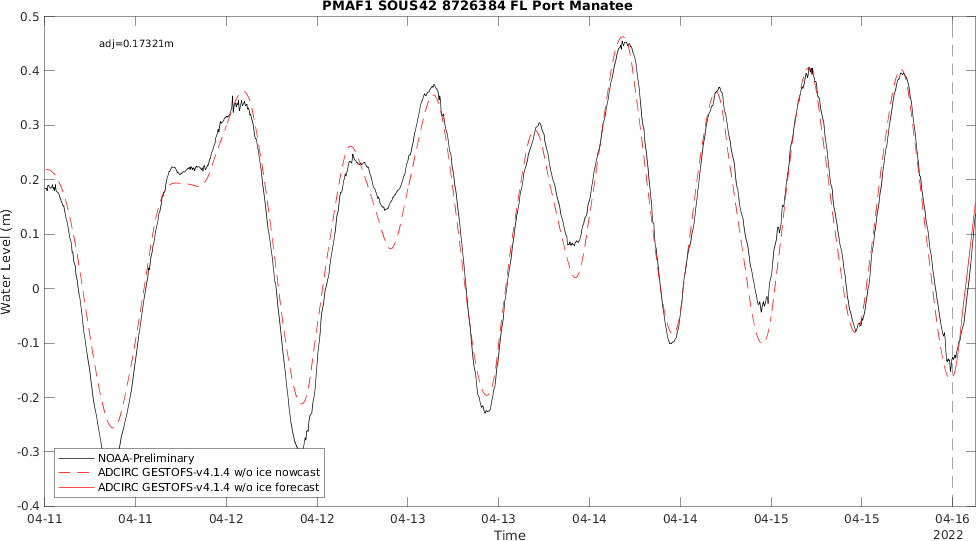 PMAF1 SOUS42 8726384 FL Port Manatee
0.5
adj=0.17321m
0.4
0.3
0.2
0.1
0
-0.1
-0.2
-0.3
-0.4
Water Level (m)
NOAA-Preliminary
ADCIRC GESTOFS-v4.1.4 w/o ice nowcast
ADCIRC GESTOFS-v4.1.4 w/o ice forecast
04-11 04-11 04-12 04-12 04-13 04-13 04-14 04-14 04-15 04-15 04-16
Time
2022